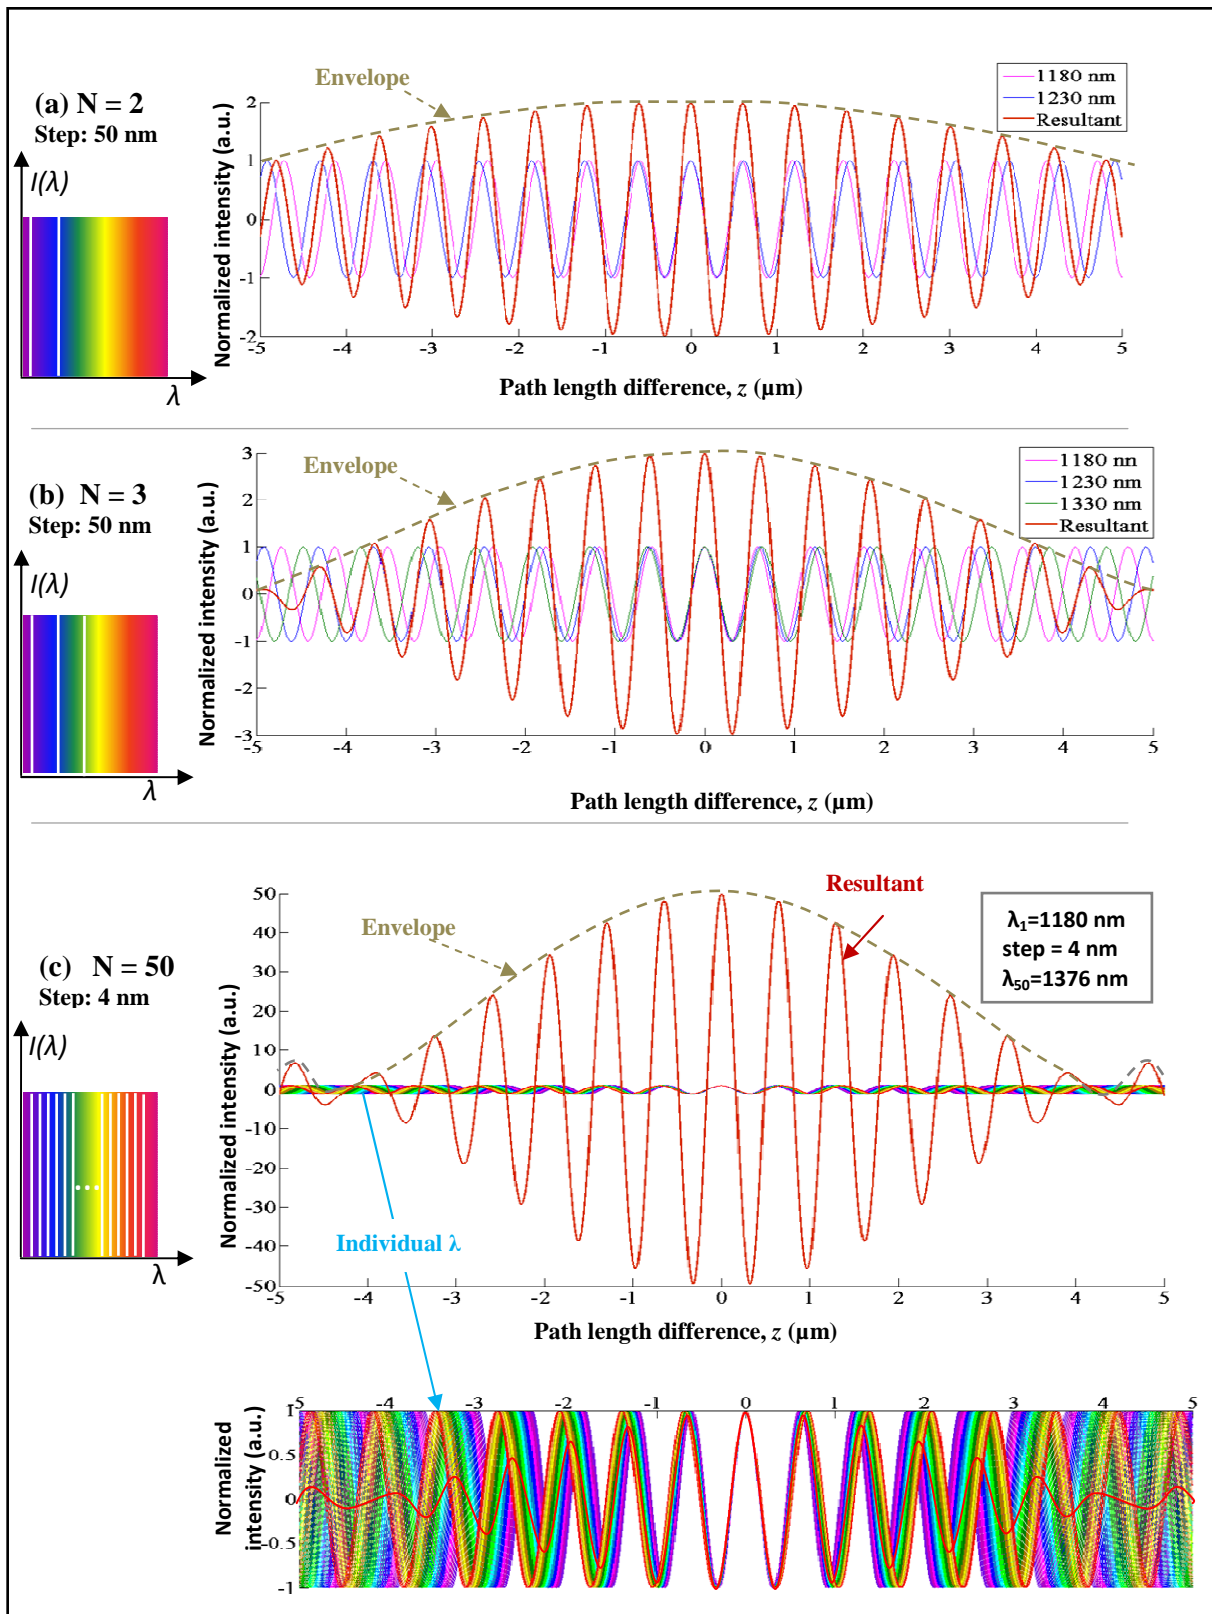 (a) N = 2
Step: 50 nm
I(λ)
λ
Envelope
1180 nm
1230 nm
Resultant
Normalized intensity (a.u.)
2
1
0
-1
-2
-5 -4 -3 -2 -1 0 1 2 3 4 5
Path length difference, z (µm)
(b) N = 3
Step: 50 nm
I(λ)
λ
Envelope
1180 nn
1230 nm
1330 nm
Resultant
Normalized intensity (a.u.)
3
2
1
0
-1
-2
-3
-5 -4 -3 -2 -1 0 1 2 3 4 5
Path length difference, z (µm)
(c) N = 50
Step: 4 nm
I(λ)
λ
Envelope
Resultant
λ1=1180 nm
step = 4 nm
λ50=1376 nm
Individual λ
Normalized intensity (a.u.)
50
40
30
20
10
0
-10
-20
-30
-40
-50
-5 -4 -3 -2 -1 0 1 2 3 4 5
Path length difference, z (µm)
-5 -4 -3 -2 -1 0 1 2 3 4 5
Normalized
intensity (a.u.)
1
0.5
0
-0.5
-1